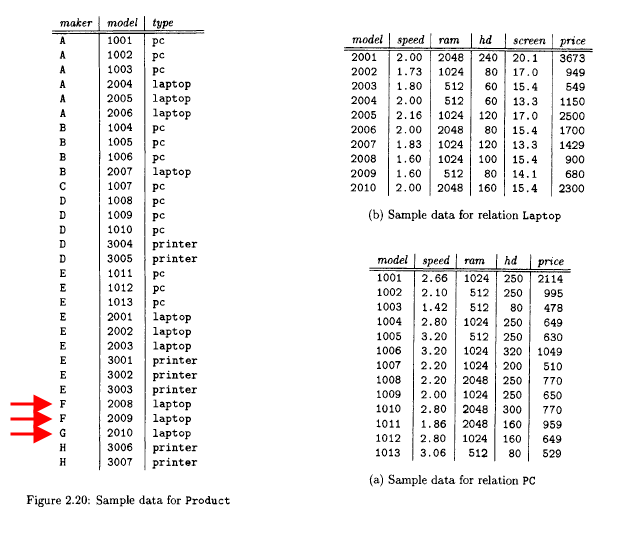 maker model type
A 1001 pc
A 1002 pc
A 1003 pc
A 2004 laptop
A 2005 laptop
A 2006 laptop
B 1004 pc
B 1005 pc
B 1006 pc
B 2007 laptop
C 1007 pc
D 1008 pc
D 1009 pc
D 1010 pc
D 3004 printer
D 3005 printer
E 1011 pc
E 1012 pc
E 1013 pc
E 2001 laptop
E 2002 laptop
E 2003 laptop
E 3001 printer
E 3002 printer
E 3003 printer
F 2008 laptop
F 2009 laptop
G 2010 laptop
H 3006 printer
H 3007 printer
Figure 2.20: Sample data for Product
model speed ram hd screen price
2001 2.00 2048 240 20.1 3673
2002 1.73 1024 80 17.0 949
2003 1.80 512 60 15.4 549
2004 2.00 512 60 13.3 1150
2005 2.16 1024 120 17.0 2500
2006 2.00 2048 80 15.4 1700
2007 1.83 1024 120 13.3 1429
2008 1.60 1024 100 15.4 900
2009 1.60 512 80 14.1 680
2010 2.00 2048 160 15.4 2300
(b) Sample data for relation Laptop
model speed ram hd price
1001 2.66 1024 250 2114
1002 2.10 512 250 995
1003 1.42 512 80 478
1004 2.80 1024 250 649
1005 3.20 512 250 630
1006 3.20 1024 320 1049
1007 2.20 1024 200 510
1008 2.20 2048 250 770
1009 2.00 1024 250 650
1010 2.80 2048 300 770
1011 1.86 2048 160 959
1012 2.80 1024 160 649
1013 3.06 512 80 529
(a) Sample data for relation PC